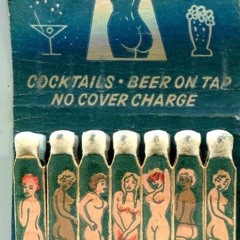 COCKTAILS · BEER ON TAP
NO COVER CHARGE